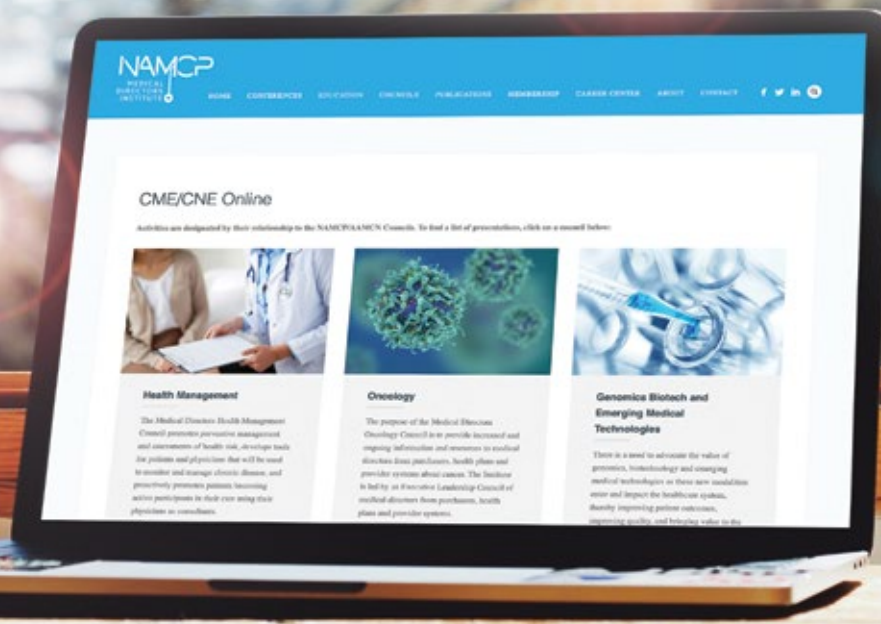 NAMCP
MEDICAL
DIRECTORS
INSTITUTE
HOME CONFERENCES EDUCATION COUNCILS PUBLICATIONS MEMBERSHIP CAREER CENTER ABOUT CONTACT
CME/CNE Online
Activities are designated by their relationship to the NAMCP/AAMCN Councils. To find a list of presentations, click on a council below:
Health Management
The Medical Directors Health Management
Council promotes preventive management
and assessments of health risk, develops tools
for patients and physicians that will be used
to monitor and manage chronic disease, and
proactively promotes patients becoming
active participants in their care using their
physicians as consultants.
Oncology
The purpose of the Medical Directors
Oncology Council is to provide increased and
ongoing information and resources to medical
directors from purchasers, health plans and
provider systems about cancer. The Institute
is led by an Executive Leadership Council of
medical directors from purchasers, health
plans and provider systems.
Genomics Biotech and
Emerging Medical
Technologies
There is a need to advocate the value of
genomics, biotechnology and emerging
medical technologies as these new modalities
enter and impact the healthcare system,
thereby improving patient outcomes,
improving quality, and bringing value to the